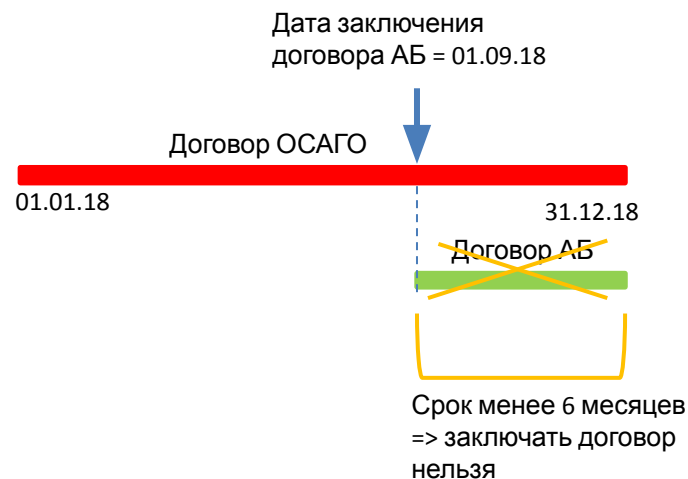 Дата заключения
договора АБ = 01.09.18
Договор ОСАГО
01.01.18
31.12.18
Договор АБ
Срок менее 6 месяцев
=> заключать договор
нельзя